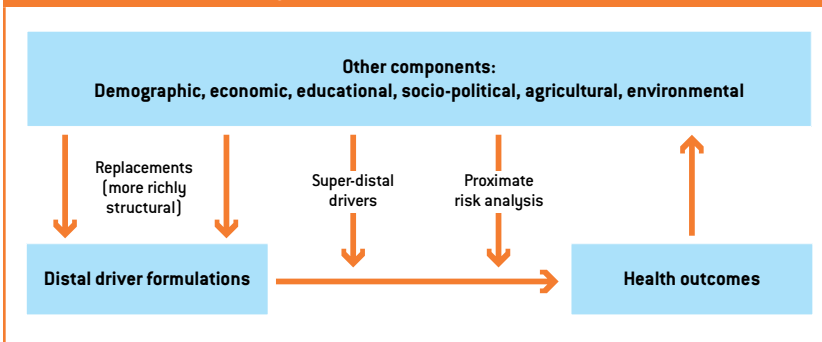 Other components:
Demographic, economic, educational, socio-political, agricultural, environmental
Replacements
(more richly
structural)
Super-distal
drivers
Proximate
risk analysis
Distal driver formulations
Health outcomes